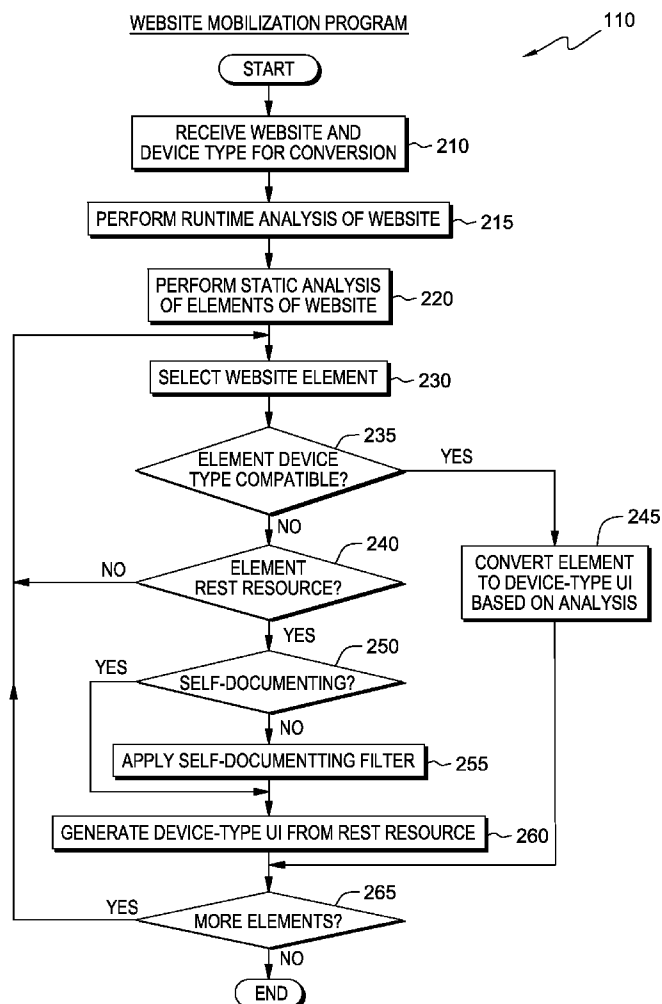 WEBSITE MOBILIZATION PROGRAM
110
START
RECEIVE WEBSITE AND
DEVICE TYPE FOR CONVERSION
210
PERFORM RUNTIME ANALYSIS OF WEBSITE
215
PERFORM STATIC ANALYSIS
OF ELEMENTS OF WEBSITE
220
SELECT WEBSITE ELEMENT
230
235
ELEMENT DEVICE
TYPE COMPATIBLE?
YES
NO
240
ELEMENT
REST RESOURCE?
NO
YES
245
CONVERT ELEMENT
TO DEVICE-TYPE UI
BASED ON ANALYSIS
250
SELF-DOCUMENTING?
YES
NO
APPLY SELF-DOCUMENTTING FILTER
255
GENERATE DEVICE-TYPE UI FROM REST RESOURCE
260
265
MORE ELEMENTS?
YES
NO
END